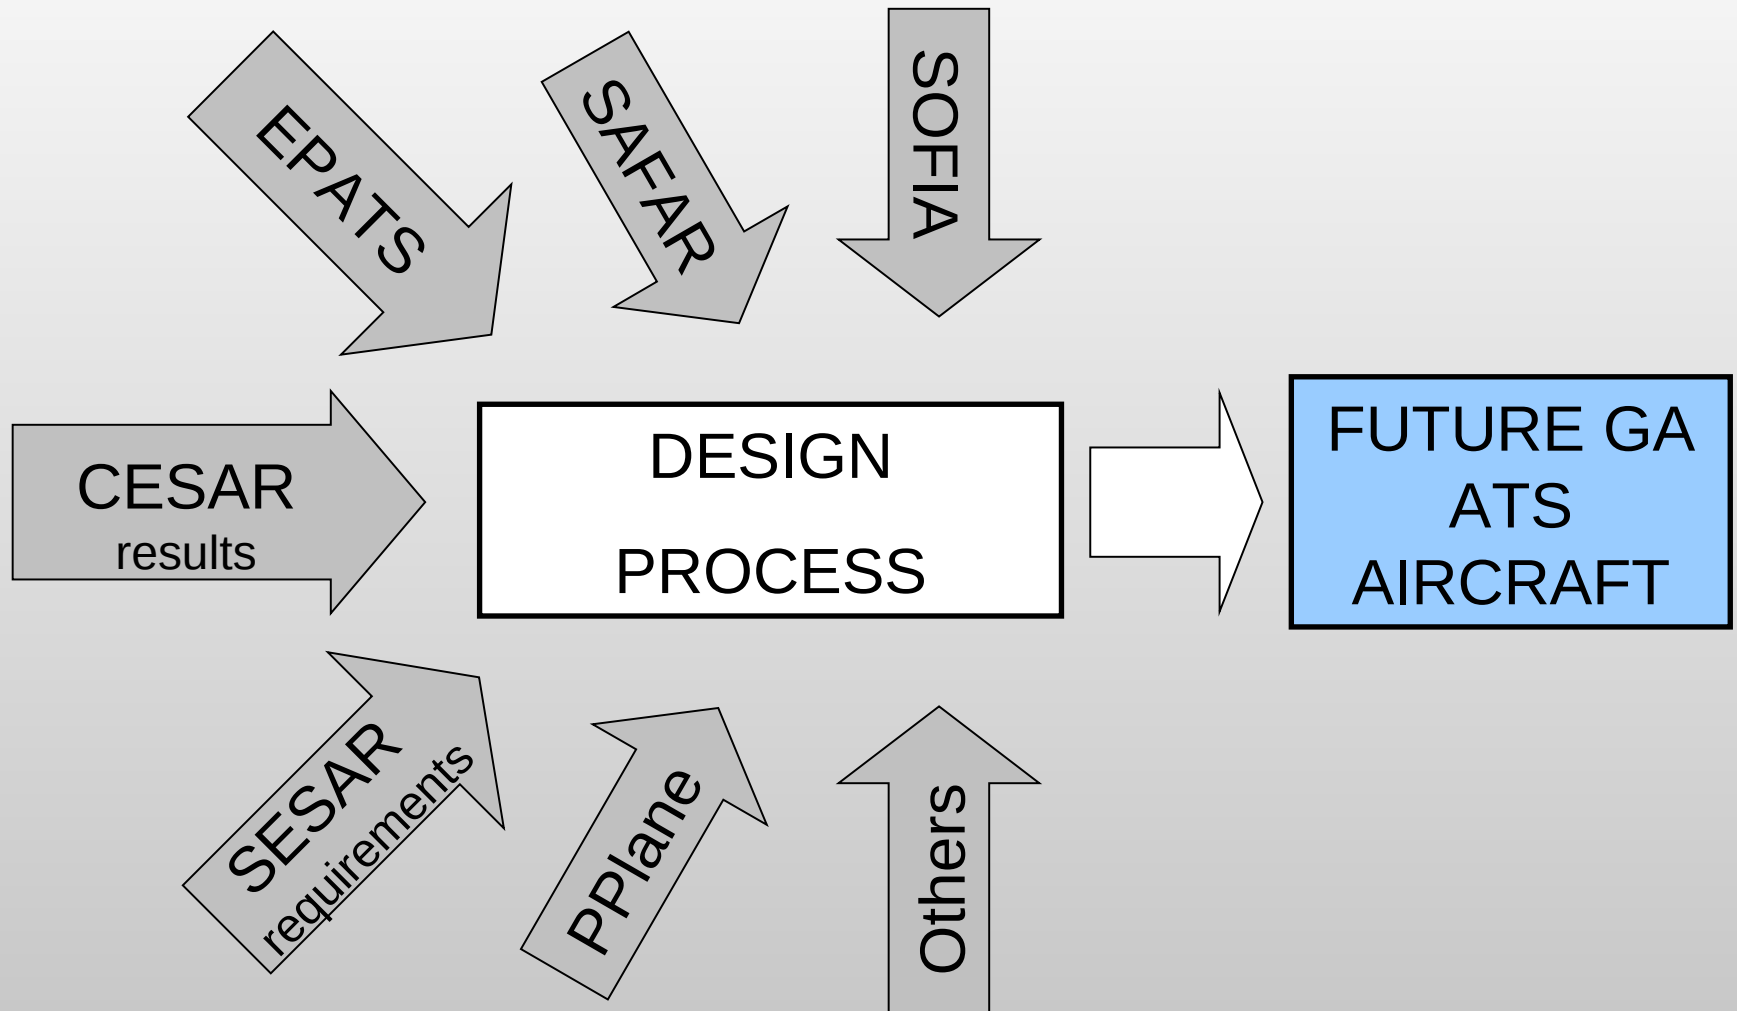 EPATS
SAFAR
SOFIA
CESAR
results
DESIGN
PROCESS
FUTURE GA
ATS
AIRCRAFT
SESAR
requirements
PPlane
Others